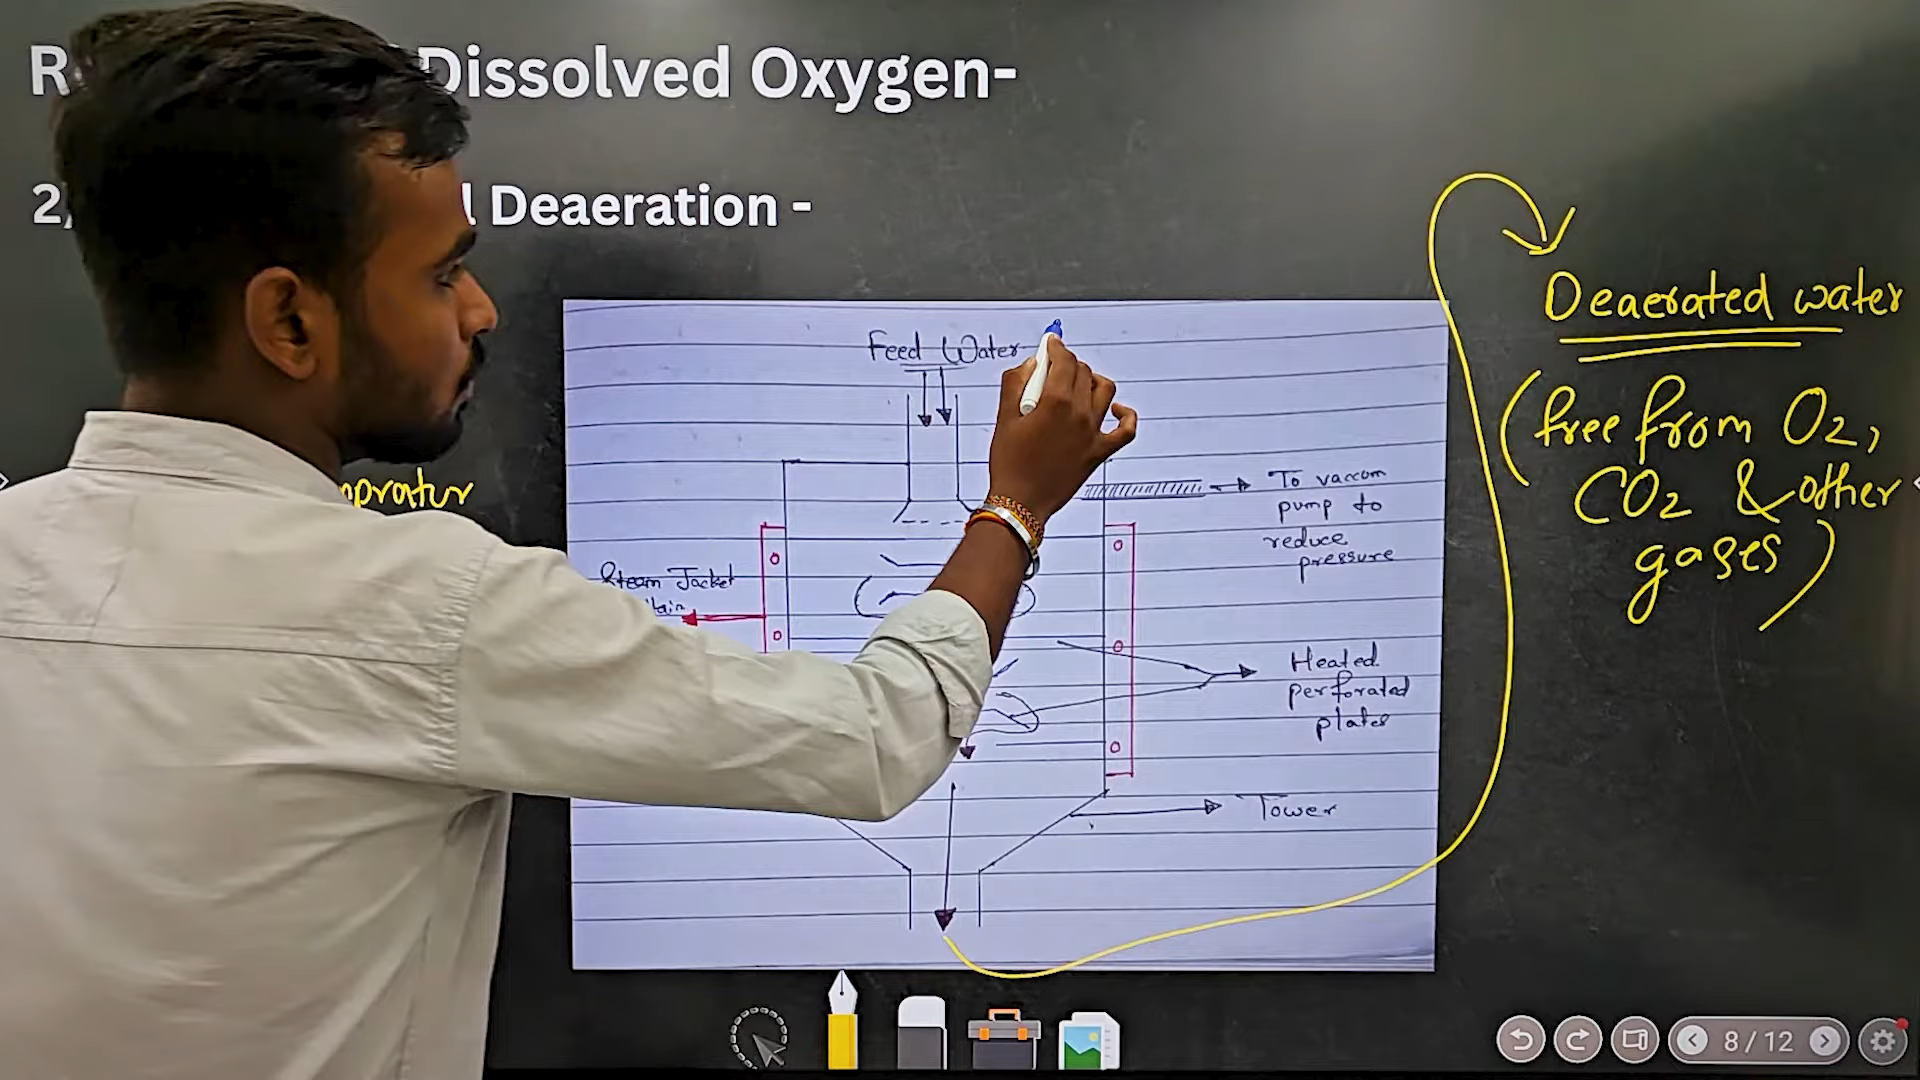 Dissolved Oxygen-
2) Deaeration -
Feed Water
To vaccom
pump to
reduce
pressure
Steam Jacket
Heated
perforated
plates
Tower
Deaerated water
(free from O2,
CO2 & other
gases)
8 / 12